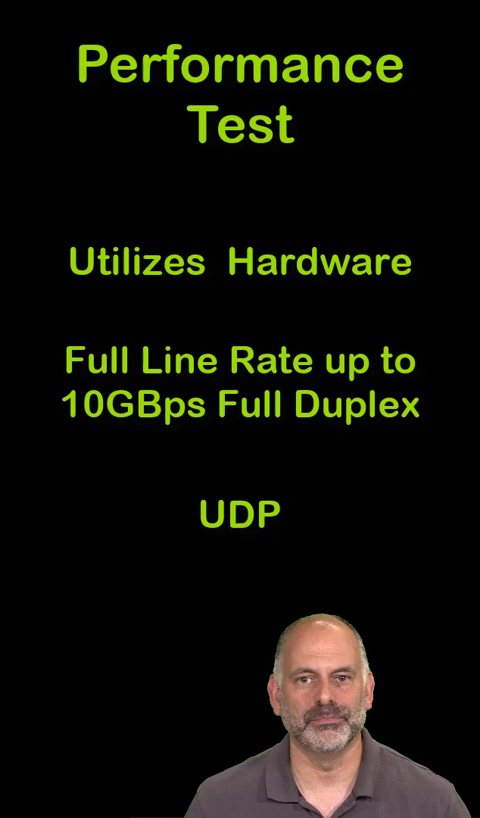 Performance
Test
Utilizes Hardware
Full Line Rate up to
10GBps Full Duplex
UDP